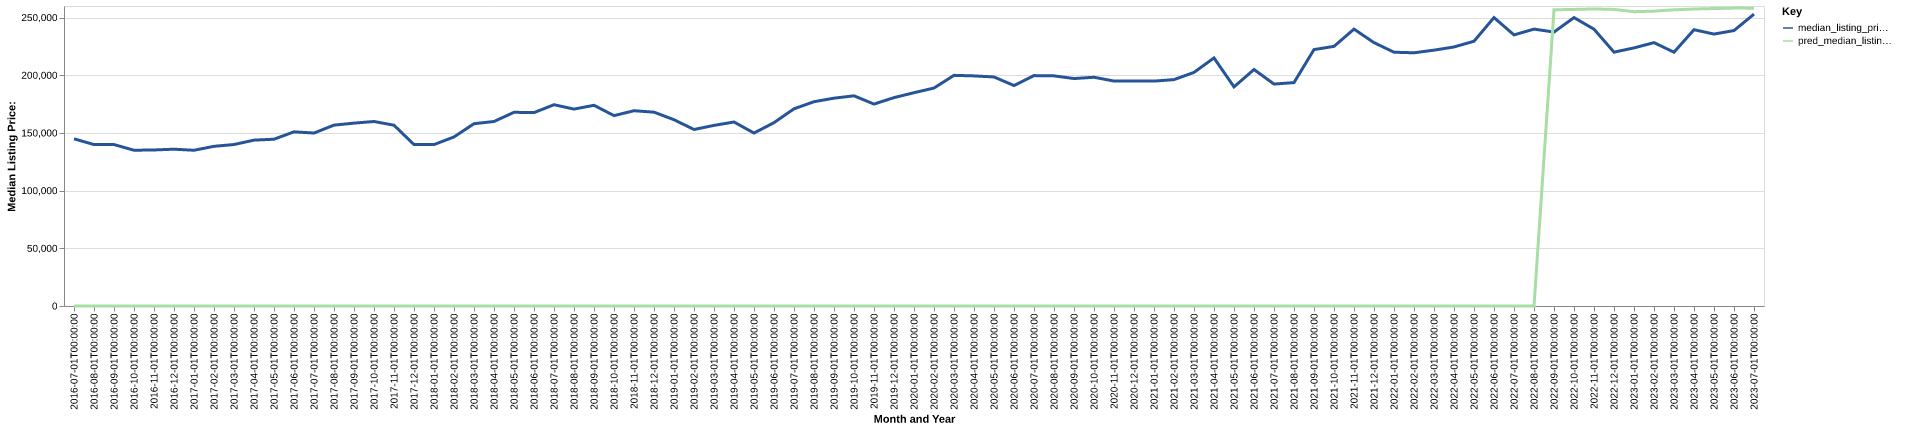 Median Listing Price:
250,000
200,000
150,000
100,000
50,000
0
2016-07-01T00:00:00
2016-08-01T00:00:00
2016-09-01T00:00:00
2016-10-01T00:00:00
2016-11-01T00:00:00
2016-12-01T00:00:00
2017-01-01T00:00:00
2017-02-01T00:00:00
2017-03-01T00:00:00
2017-04-01T00:00:00
2017-05-01T00:00:00
2017-06-01T00:00:00
2017-07-01T00:00:00
2017-08-01T00:00:00
2017-09-01T00:00:00
2017-10-01T00:00:00
2017-11-01T00:00:00
2017-12-01T00:00:00
2018-01-01T00:00:00
2018-02-01T00:00:00
2018-03-01T00:00:00
2018-04-01T00:00:00
2018-05-01T00:00:00
2018-06-01T00:00:00
2018-07-01T00:00:00
2018-08-01T00:00:00
2018-09-01T00:00:00
2018-10-01T00:00:00
2018-11-01T00:00:00
2018-12-01T00:00:00
2019-01-01T00:00:00
2019-02-01T00:00:00
2019-03-01T00:00:00
2019-04-01T00:00:00
2019-05-01T00:00:00
2019-06-01T00:00:00
2019-07-01T00:00:00
2019-08-01T00:00:00
2019-09-01T00:00:00
2019-10-01T00:00:00
2019-11-01T00:00:00
2019-12-01T00:00:00
2020-01-01T00:00:00
2020-02-01T00:00:00
2020-03-01T00:00:00
2020-04-01T00:00:00
2020-05-01T00:00:00
2020-06-01T00:00:00
2020-07-01T00:00:00
2020-08-01T00:00:00
2020-09-01T00:00:00
2020-10-01T00:00:00
2020-11-01T00:00:00
2020-12-01T00:00:00
2021-01-01T00:00:00
2021-02-01T00:00:00
2021-03-01T00:00:00
2021-04-01T00:00:00
2021-05-01T00:00:00
2021-06-01T00:00:00
2021-07-01T00:00:00
2021-08-01T00:00:00
2021-09-01T00:00:00
2021-10-01T00:00:00
2021-11-01T00:00:00
2021-12-01T00:00:00
2022-01-01T00:00:00
2022-02-01T00:00:00
2022-03-01T00:00:00
2022-04-01T00:00:00
2022-05-01T00:00:00
2022-06-01T00:00:00
2022-07-01T00:00:00
2022-08-01T00:00:00
2022-09-01T00:00:00
2022-10-01T00:00:00
2022-11-01T00:00:00
2022-12-01T00:00:00
2023-01-01T00:00:00
2023-02-01T00:00:00
2023-03-01T00:00:00
2023-04-01T00:00:00
2023-05-01T00:00:00
2023-06-01T00:00:00
2023-07-01T00:00:00
Month and Year
Key
median_listing_pri…
pred_median_listin…